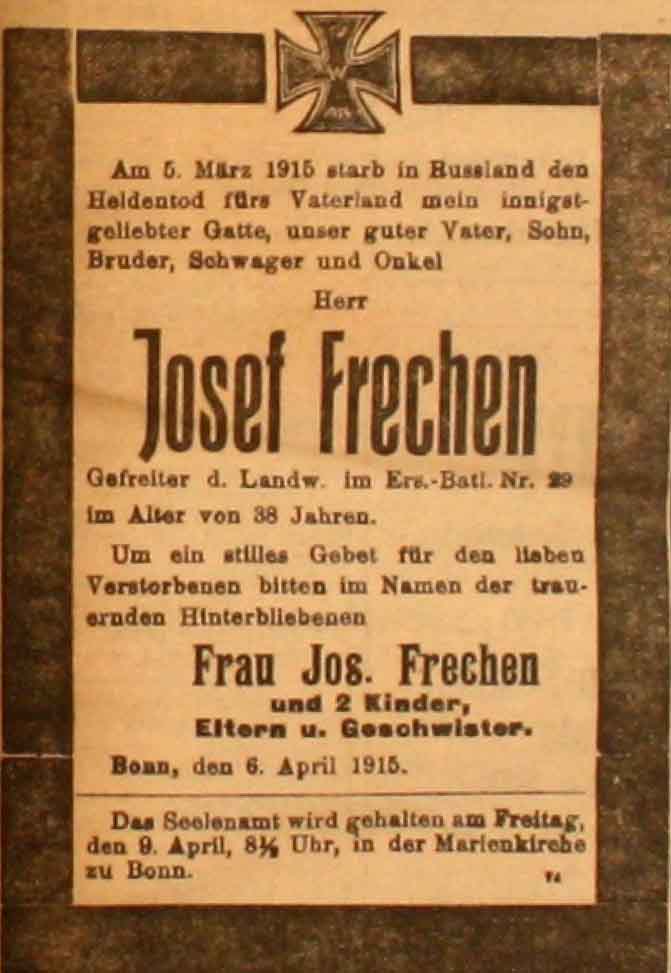 W
1914
Am 5. März 1915 starb in Russland den
Heldentod fürs Vaterland mein innigst-
geliebter Gatte, unser guter Vater, Sohn,
Bruder, Schwager und Onkel
Herr
Josef Frechen
Gefreiter d. Landw. im Ers.-Batl. Nr. 29
im Alter von 38 Jahren.
Um ein stilles Gebet für den lieben
Verstorbenen bitten im Namen der trau-
ernden Hinterbliebenen
Frau Jos. Frechen
und 2 Kinder,
Eltern u. Geschwister.
Bonn, den 6. April 1915.
Das Seelenamt wird gehalten am Freitag,
den 9. April, 8½ Uhr, in der Marienkirche
zu Bonn.